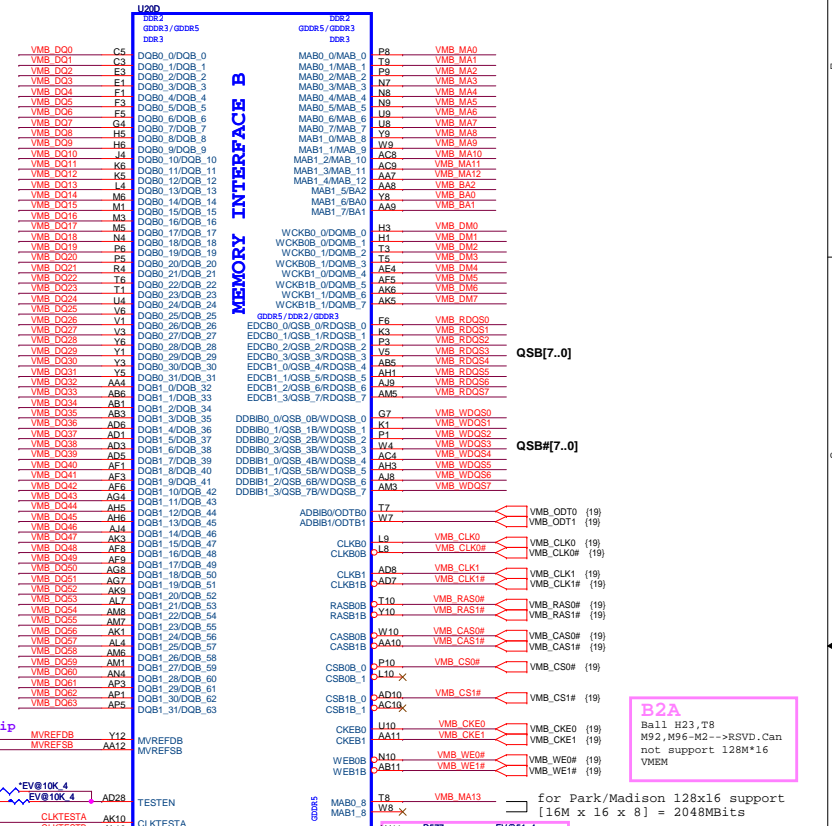 U20D
DDR2
GDDR3/GDDR5
DDR3
DDR2
GDDR5/GDDR3
DDR3
MEMORY INTERFACE B
VMB_DQ0 C5 DQB0_0/DQB_0
VMB_DQ1 C3 DQB0_1/DQB_1
VMB_DQ2 E3 DQB0_2/DQB_2
VMB_DQ3 E1 DQB0_3/DQB_3
VMB_DQ4 F1 DQB0_4/DQB_4
VMB_DQ5 F3 DQB0_5/DQB_5
VMB_DQ6 F5 DQB0_6/DQB_6
VMB_DQ7 G4 DQB0_7/DQB_7
VMB_DQ8 H5 DQB0_8/DQB_8
VMB_DQ9 H6 DQB0_9/DQB_9
VMB_DQ10 J4 DQB0_10/DQB_10
VMB_DQ11 K6 DQB0_11/DQB_11
VMB_DQ12 K5 DQB0_12/DQB_12
VMB_DQ13 L4 DQB0_13/DQB_13
VMB_DQ14 M6 DQB0_14/DQB_14
VMB_DQ15 M1 DQB0_15/DQB_15
VMB_DQ16 M3 DQB0_16/DQB_16
VMB_DQ17 M5 DQB0_17/DQB_17
VMB_DQ18 N4 DQB0_18/DQB_18
VMB_DQ19 P6 DQB0_19/DQB_19
VMB_DQ20 P5 DQB0_20/DQB_20
VMB_DQ21 R4 DQB0_21/DQB_21
VMB_DQ22 T6 DQB0_22/DQB_22
VMB_DQ23 T1 DQB0_23/DQB_23
VMB_DQ24 U4 DQB0_24/DQB_24
VMB_DQ25 V6 DQB0_25/DQB_25
VMB_DQ26 V1 DQB0_26/DQB_26
VMB_DQ27 V3 DQB0_27/DQB_27
VMB_DQ28 Y6 DQB0_28/DQB_28
VMB_DQ29 Y1 DQB0_29/DQB_29
VMB_DQ30 Y3 DQB0_30/DQB_30
VMB_DQ31 Y5 DQB0_31/DQB_31
VMB_DQ32 AA4 DQB1_0/DQB_32
VMB_DQ33 AB6 DQB1_1/DQB_33
VMB_DQ34 AB1 DQB1_2/DQB_34
VMB_DQ35 AB3 DQB1_3/DQB_35
VMB_DQ36 AD6 DQB1_4/DQB_36
VMB_DQ37 AD1 DQB1_5/DQB_37
VMB_DQ38 AD3 DQB1_6/DQB_38
VMB_DQ39 AD5 DQB1_7/DQB_39
VMB_DQ40 AF1 DQB1_8/DQB_40
VMB_DQ41 AF3 DQB1_9/DQB_41
VMB_DQ42 AF6 DQB1_10/DQB_42
VMB_DQ43 AG4 DQB1_11/DQB_43
VMB_DQ44 AH5 DQB1_12/DQB_44
VMB_DQ45 AH6 DQB1_13/DQB_45
VMB_DQ46 AJ4 DQB1_14/DQB_46
VMB_DQ47 AK3 DQB1_15/DQB_47
VMB_DQ48 AF8 DQB1_16/DQB_48
VMB_DQ49 AF9 DQB1_17/DQB_49
VMB_DQ50 AG8 DQB1_18/DQB_50
VMB_DQ51 AG7 DQB1_19/DQB_51
VMB_DQ52 AK9 DQB1_20/DQB_52
VMB_DQ53 AL7 DQB1_21/DQB_53
VMB_DQ54 AM8 DQB1_22/DQB_54
VMB_DQ55 AM7 DQB1_23/DQB_55
VMB_DQ56 AK1 DQB1_24/DQB_56
VMB_DQ57 AL4 DQB1_25/DQB_57
VMB_DQ58 AM6 DQB1_26/DQB_58
VMB_DQ59 AM1 DQB1_27/DQB_59
VMB_DQ60 AN4 DQB1_28/DQB_60
VMB_DQ61 AP3 DQB1_29/DQB_61
VMB_DQ62 AP1 DQB1_30/DQB_62
VMB_DQ63 AP5 DQB1_31/DQB_63
ip
MVREFDB Y12 MVREFDB
MVREFSB AA12 MVREFSB
*EV@10K_4
EV@10K_4 AD28 TESTEN
CLKTESTA AK10 CLKTESTA
MAB0_0/MAB_0 P8 VMB_MA0
MAB0_1/MAB_1 T9 VMB_MA1
MAB0_2/MAB_2 P9 VMB_MA2
MAB0_3/MAB_3 N7 VMB_MA3
MAB0_4/MAB_4 N8 VMB_MA4
MAB0_5/MAB_5 N9 VMB_MA5
MAB0_6/MAB_6 U9 VMB_MA6
MAB0_7/MAB_7 U8 VMB_MA7
MAB1_0/MAB_8 Y9 VMB_MA8
MAB1_1/MAB_9 W9 VMB_MA9
MAB1_2/MAB_10 AC8 VMB_MA10
MAB1_3/MAB_11 AC9 VMB_MA11
MAB1_4/MAB_12 AA7 VMB_MA12
MAB1_5/BA2 AA8 VMB_BA2
MAB1_6/BA0 Y8 VMB_BA0
MAB1_7/BA1 AA9 VMB_BA1
WCKB0_0/DQMB_0 H3 VMB_DM0
WCKB0B_0/DQMB_1 H1 VMB_DM1
WCKB0_1/DQMB_2 T3 VMB_DM2
WCKB0B_1/DQMB_3 T5 VMB_DM3
WCKB1_0/DQMB_4 AE4 VMB_DM4
WCKB1B_0/DQMB_5 AF5 VMB_DM5
WCKB1_1/DQMB_6 AK6 VMB_DM6
WCKB1B_1/DQMB_7 AK5 VMB_DM7
GDDR5/DDR2/GDDR3
EDCB0_0/QSB_0/RDQSB_0 F6 VMB_RDQS0
EDCB0_1/QSB_1/RDQSB_1 K3 VMB_RDQS1
EDCB0_2/QSB_2/RDQSB_2 P3 VMB_RDQS2
EDCB0_3/QSB_3/RDQSB_3 V5 VMB_RDQS3
QSB[7..0]
EDCB1_0/QSB_4/RDQSB_4 AB5 VMB_RDQS4
EDCB1_1/QSB_5/RDQSB_5 AH1 VMB_RDQS5
EDCB1_2/QSB_6/RDQSB_6 AJ9 VMB_RDQS6
EDCB1_3/QSB_7/RDQSB_7 AM5 VMB_RDQS7
DDBIB0_0/QSB_0B/WDQSB_0 G7 VMB_WDQS0
DDBIB0_1/QSB_1B/WDQSB_1 K1 VMB_WDQS1
DDBIB0_2/QSB_2B/WDQSB_2 P1 VMB_WDQS2
DDBIB0_3/QSB_3B/WDQSB_3 W4 VMB_WDQS3
QSB#[7..0]
DDBIB1_0/QSB_4B/WDQSB_4 AC4 VMB_WDQS4
DDBIB1_1/QSB_5B/WDQSB_5 AH3 VMB_WDQS5
DDBIB1_2/QSB_6B/WDQSB_6 AJ8 VMB_WDQS6
DDBIB1_3/QSB_7B/WDQSB_7 AM3 VMB_WDQS7
ADBIB0/ODTB0 T7 VMB_ODT0 {19}
ADBIB1/ODTB1 W7 VMB_ODT1 {19}
CLKB0 L9 VMB_CLK0 VMB_CLK0 {19}
CLKB0B L8 VMB_CLK0# VMB_CLK0# {19}
CLKB1 AD8 VMB_CLK1 VMB_CLK1 {19}
CLKB1B AD7 VMB_CLK1# VMB_CLK1# {19}
RASB0B T10 VMB_RAS0# VMB_RAS0# {19}
RASB1B Y10 VMB_RAS1# VMB_RAS1# {19}
CASB0B W10 VMB_CAS0# VMB_CAS0# {19}
CASB1B AA10 VMB_CAS1# VMB_CAS1# {19}
CSB0B_0 P10 VMB_CS0# VMB_CS0# {19}
CSB0B_1 L10
CSB1B_0 AD10 VMB_CS1# VMB_CS1# {19}
CSB1B_1 AC10
CKEB0 U10 VMB_CKE0 VMB_CKE0 {19}
CKEB1 AA11 VMB_CKE1 VMB_CKE1 {19}
WEB0B N10 VMB_WE0# VMB_WE0# {19}
WEB1B AB11 VMB_WE1# VMB_WE1# {19}
GDDR5
MAB0_8 T8 VMB_MA13
MAB1_8 W8
for Park/Madison 128x16 support
[16M x 16 x 8] = 2048MBits
B2A
Ball H23,T8
M92,M96-M2-->RSVD.Can
not support 128M*16
VMEM